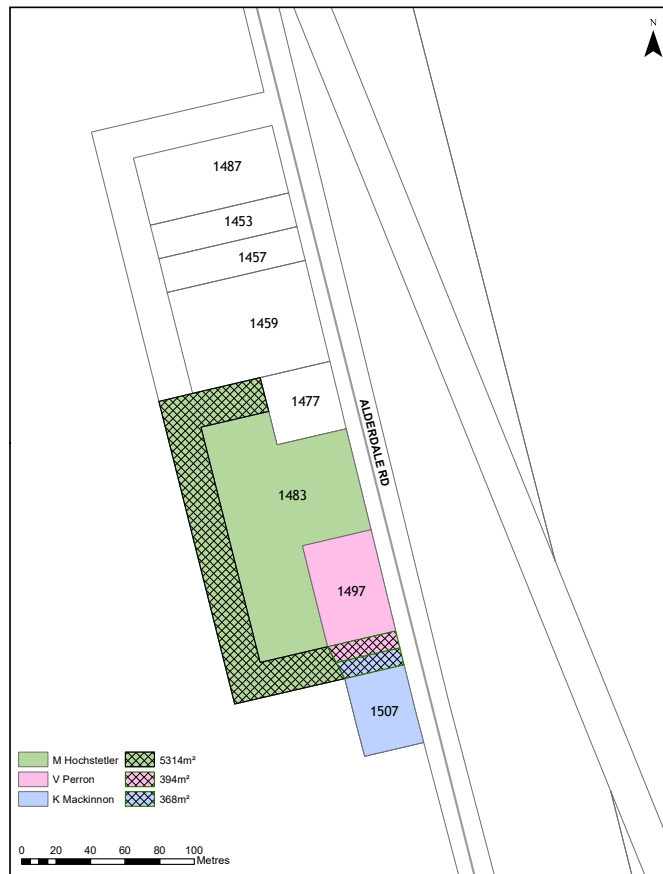 N
1487
1453
1457
1459
1477
ALDERDALE RD
1483
1497
1507
M Hochstetler 5314m²
V Perron 394m²
K Mackinnon 368m²
0 20 40 60 80 100
Metres